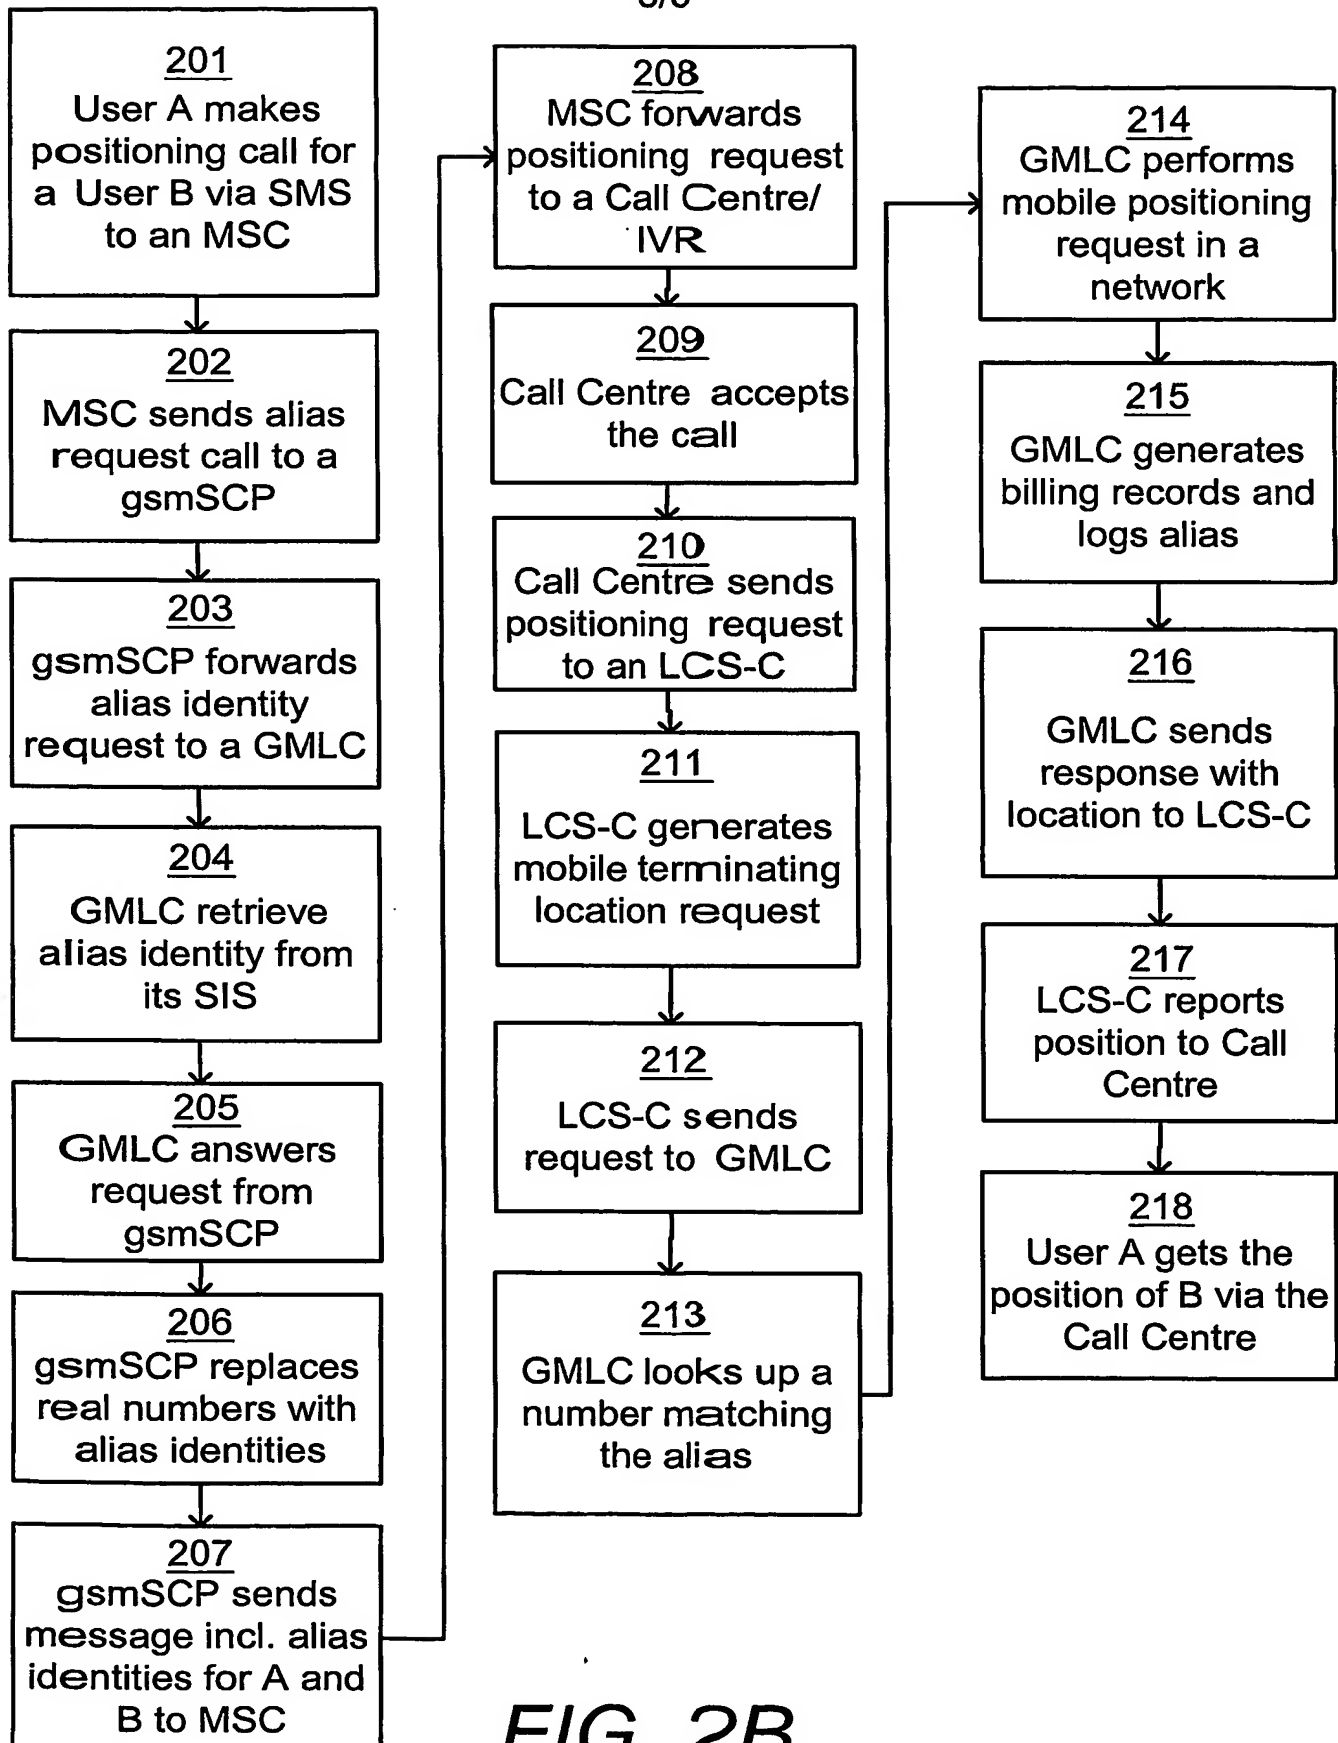 201
User A makes
positioning call for
a User B via SMS
to an MSC
202
MSC sends alias
request call to a
gsmSCP
203
gsmSCP forwards
alias identity
request to a GMLC
204
GMLC retrieve
alias identity from
its SIS
205
GMLC answers
request from
gsmSCP
206
gsmSCP replaces
real numbers with
alias identities
207
gsmSCP sends
message incl. alias
identities for A and
B to MSC
208
MSC forwards
positioning request
to a Call Centre/
IVR
209
Call Centre accepts
the call
210
Call Centre sends
positioning request
to an LCS-C
211
LCS-C generates
mobile terminating
location request
212
LCS-C sends
request to GMLC
213
GMLC looks up a
number matching
the alias
214
GMLC performs
mobile positioning
request in a
network
215
GMLC generates
billing records and
logs alias
216
GMLC sends
response with
location to LCS-C
217
LCS-C reports
position to Call
Centre
218
User A gets the
position of B via the
Call Centre
FIG. 2B